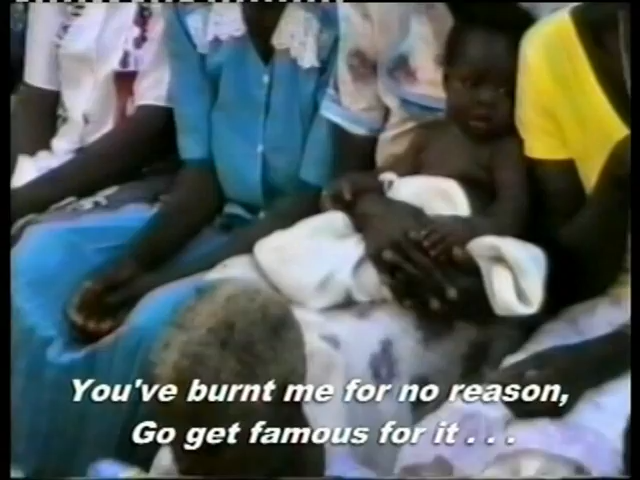 You've burnt me for no reason,
Go get famous for it . . .